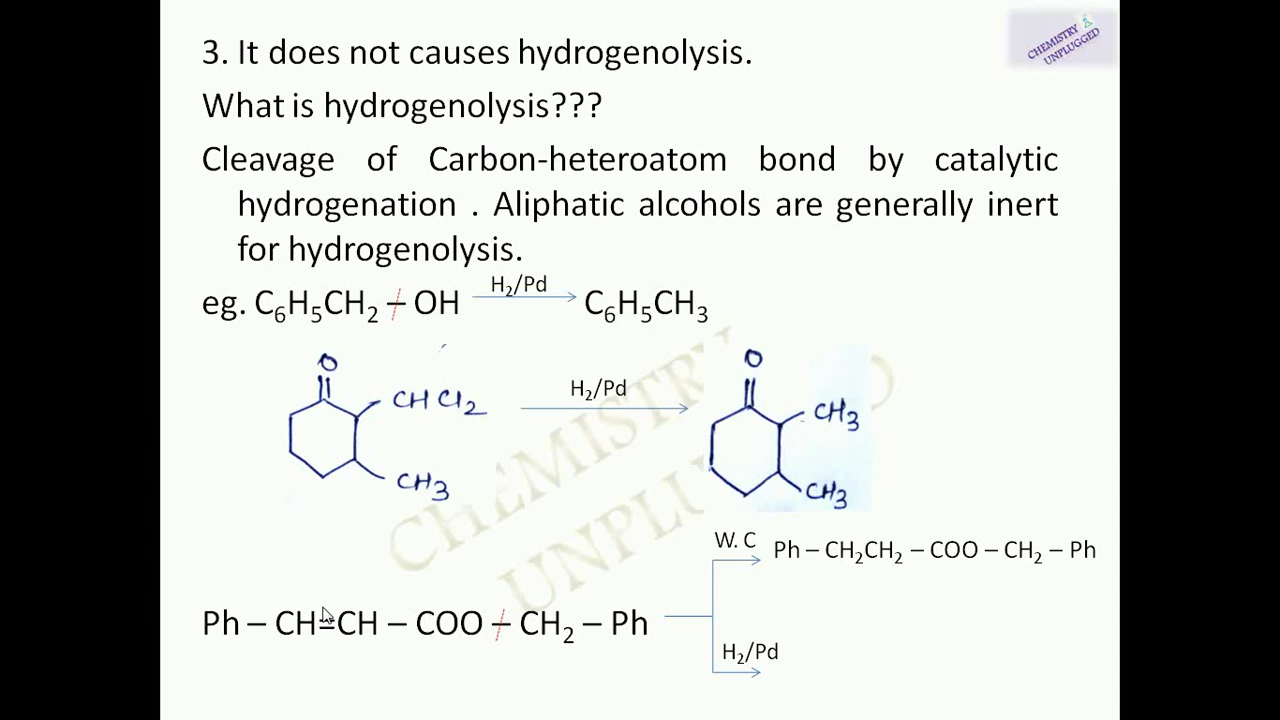 CHEMISTRY
UNPLUGGED
3. It does not causes hydrogenolysis.
What is hydrogenolysis???
Cleavage of Carbon-heteroatom bond by catalytic
hydrogenation . Aliphatic alcohols are generally inert
for hydrogenolysis.
eg. C₆H₅CH₂ – OH H₂/Pd C₆H₅CH₃
O CHCl₂ CH₃ H₂/Pd O CH₃ CH₃
CHEMISTRY
UNPLU
W. C Ph – CH₂CH₂ – COO – CH₂ – Ph
Ph – CH=CH – COO – CH₂ – Ph
H₂/Pd